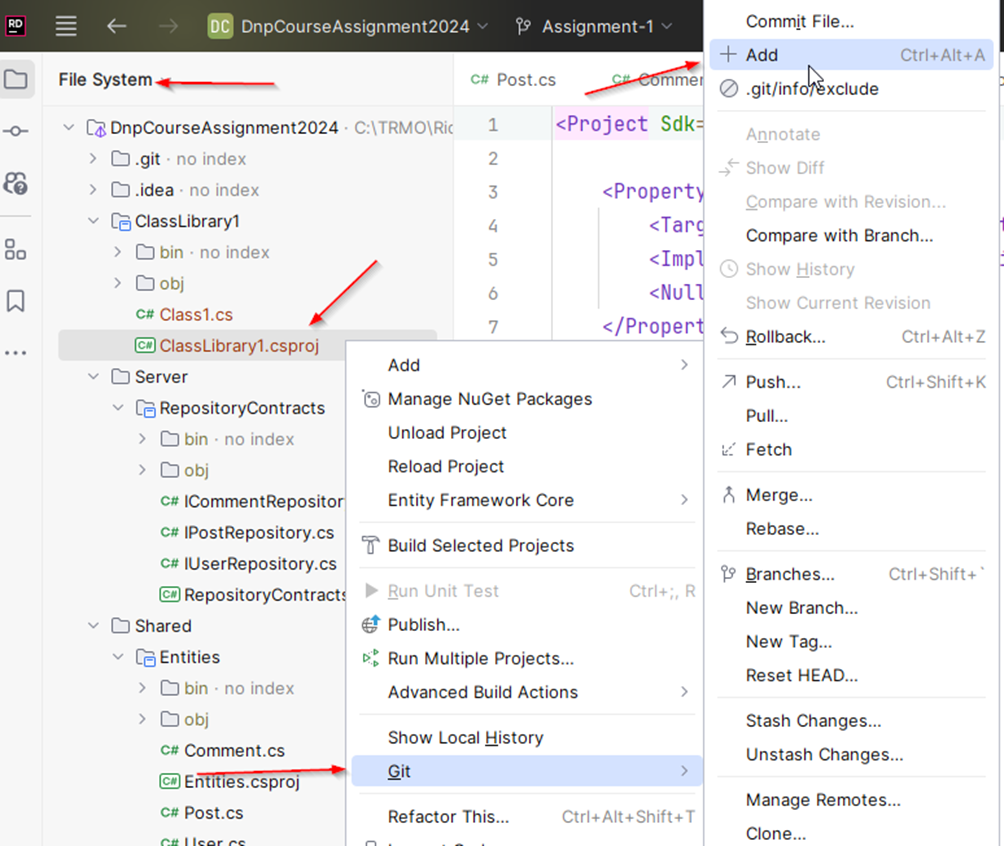 RD
DC DnpCourseAssignment2024
Assignment-1
File System
DnpCourseAssignment2024 · C:\TRMO\Ric
.git · no index
.idea · no index
ClassLibrary1
bin · no index
obj
C# Class1.cs
C# ClassLibrary1.csproj
Server
RepositoryContracts
bin · no index
obj
C# ICommentRepositor
C# IPostRepository.cs
C# IUserRepository.cs
C# RepositoryContracts
Shared
Entities
bin · no index
obj
C# Comment.cs
C# Entities.csproj
C# Post.cs
C# User.cs
C# Post.cs
C# Commen
1 <Project Sdk=
2
3 <Property
4 <Targ
5 <Impl
6 <Null
7 </Propert
Add
Manage NuGet Packages
Unload Project
Reload Project
Entity Framework Core
Build Selected Projects
Run Unit Test Ctrl+;, R
Publish...
Run Multiple Projects...
Advanced Build Actions
Show Local History
Git
Refactor This... Ctrl+Alt+Shift+T
Commit File...
Add Ctrl+Alt+A
.git/info/exclude
Annotate
Show Diff
Compare with Revision...
Compare with Branch...
Show History
Show Current Revision
Rollback... Ctrl+Alt+Z
Push... Ctrl+Shift+K
Pull...
Fetch
Merge...
Rebase...
Branches... Ctrl+Shift+`
New Branch...
New Tag...
Reset HEAD...
Stash Changes...
Unstash Changes...
Manage Remotes...
Clone...